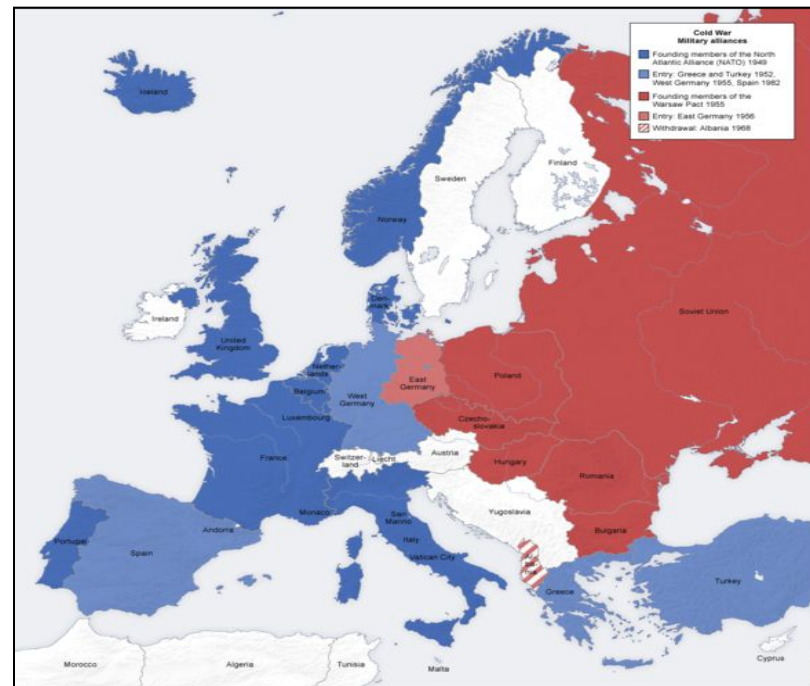 Cold War
Military alliances
Founding members of the North
Atlantic Alliance (NATO) 1949
Entry: Greece and Turkey 1952,
West Germany 1955, Spain 1982
Founding members of the
Warsaw Pact 1955
Entry: East Germany 1956
Withdrawal: Albania 1968
Iceland
Finland
Sweden
Norway
Den-
mark
Soviet Union
Ireland
United
Kingdom
Nether-
lands
Poland
East
Germany
Belgium
West
Germany
Luxembourg
Czecho-
slovakia
France
Switzer-
land
Liecht
Austria
Hungary
Romania
Yugoslavia
Monaco
San
Marino
Andorra
Italy
Bulgaria
Portugal
Spain
Vatican City
Greece
Turkey
Morocco
Algeria
Tunisia
Malta
Cyprus